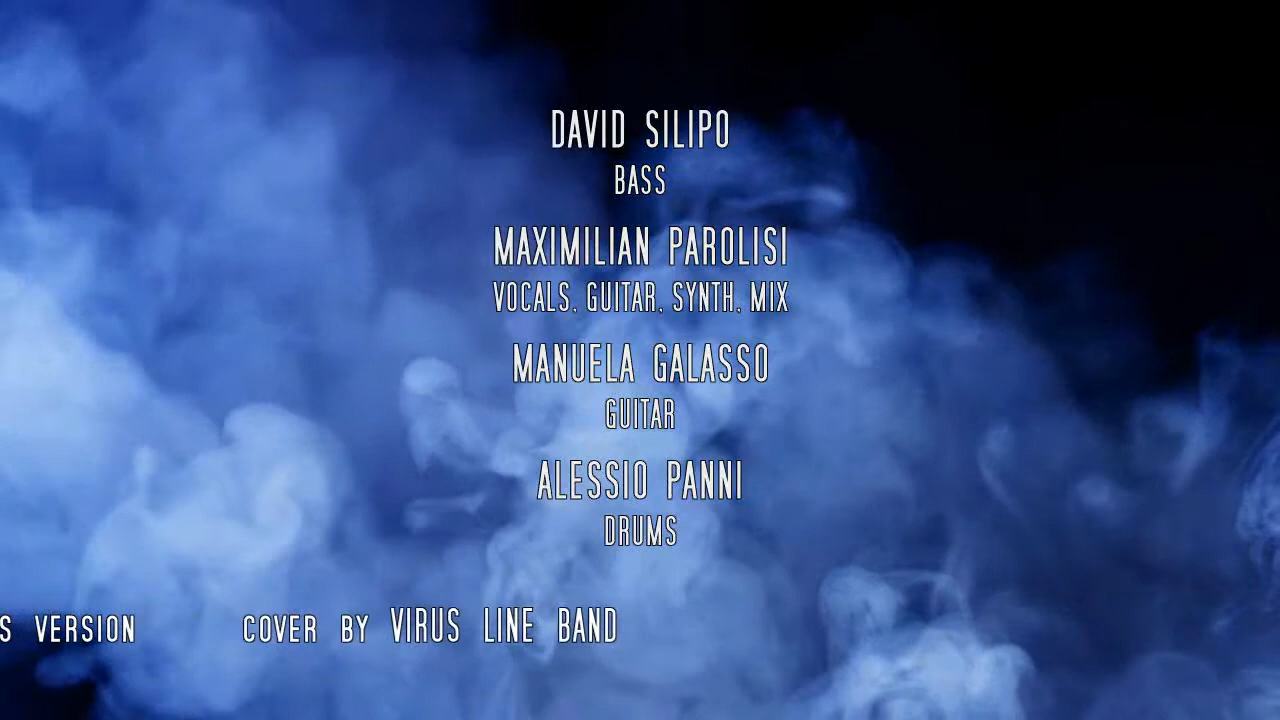 DAVID SILIPO
BASS
MAXIMILIAN PAROLISI
VOCALS, GUITAR, SYNTH, MIX
MANUELA GALASSO
GUITAR
ALESSIO PANNI
DRUMS
S VERSION COVER BY VIRUS LINE BAND